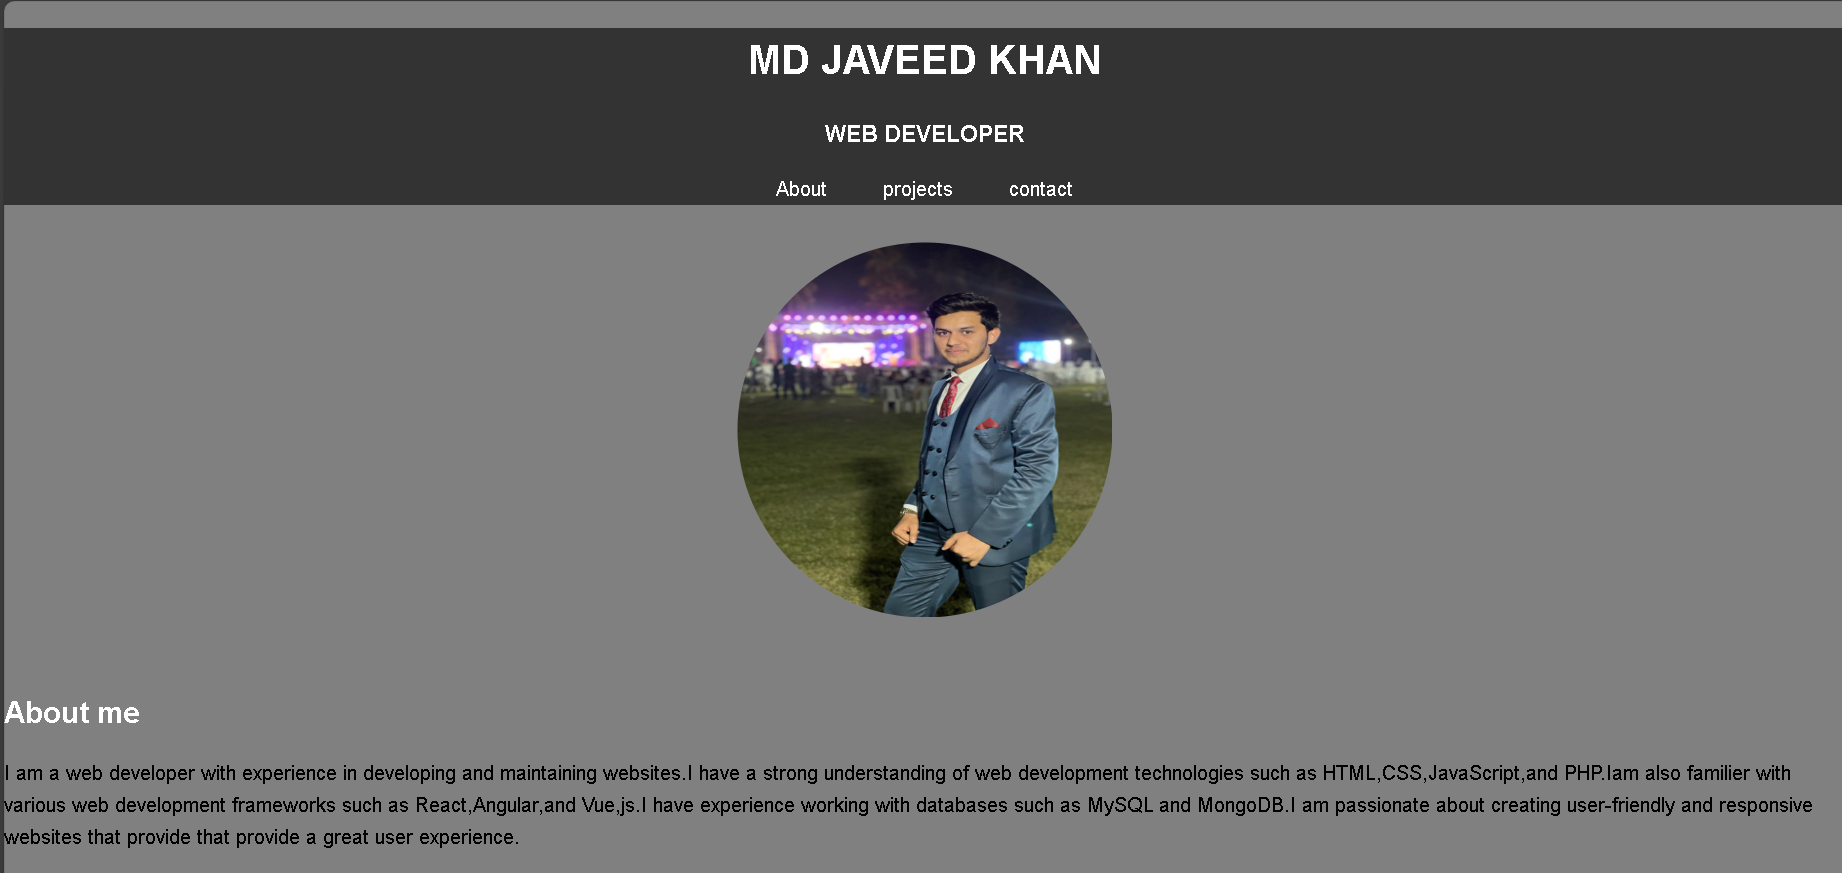 MD JAVEED KHAN
WEB DEVELOPER
About projects contact
About me
I am a web developer with experience in developing and maintaining websites.I have a strong understanding of web development technologies such as HTML,CSS,JavaScript,and PHP.Iam also familier with
various web development frameworks such as React,Angular,and Vue,js.I have experience working with databases such as MySQL and MongoDB.I am passionate about creating user-friendly and responsive
websites that provide that provide a great user experience.